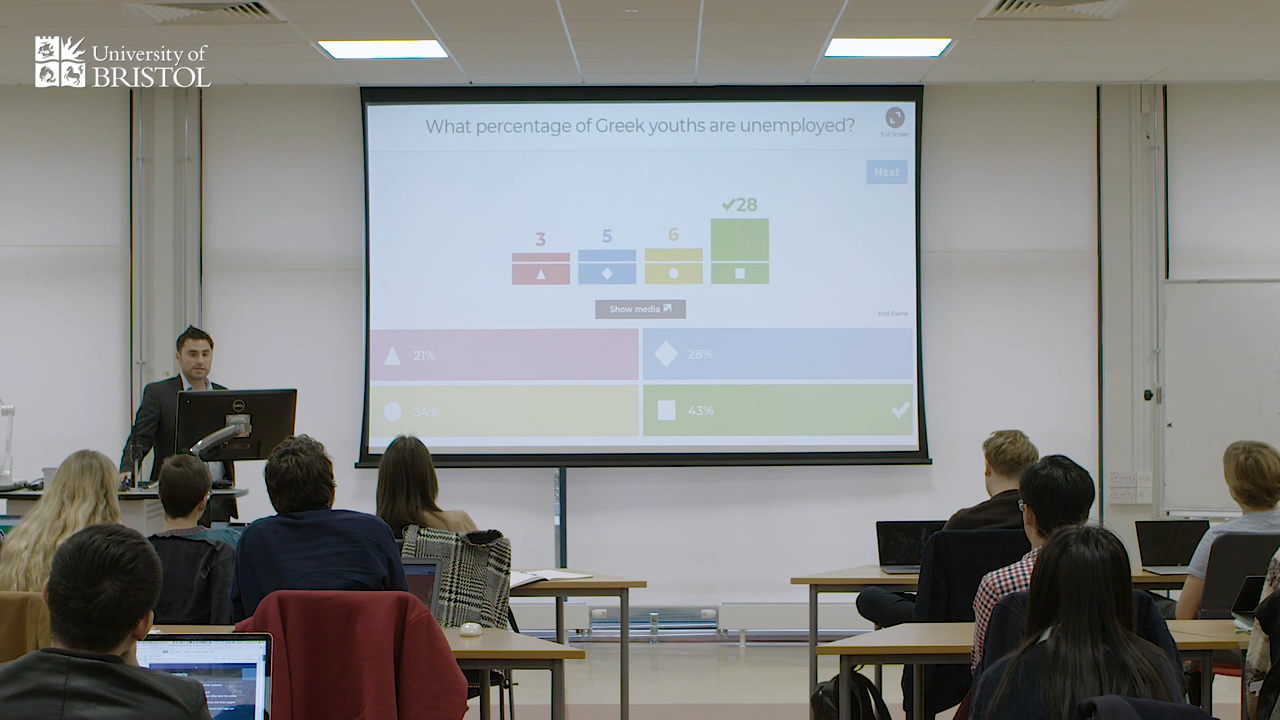 University of
BRISTOL
What percentage of Greek youths are unemployed?
Full Screen
Next
3
5
6
28
Show media
End Game
21%
28%
34%
43%
DELL